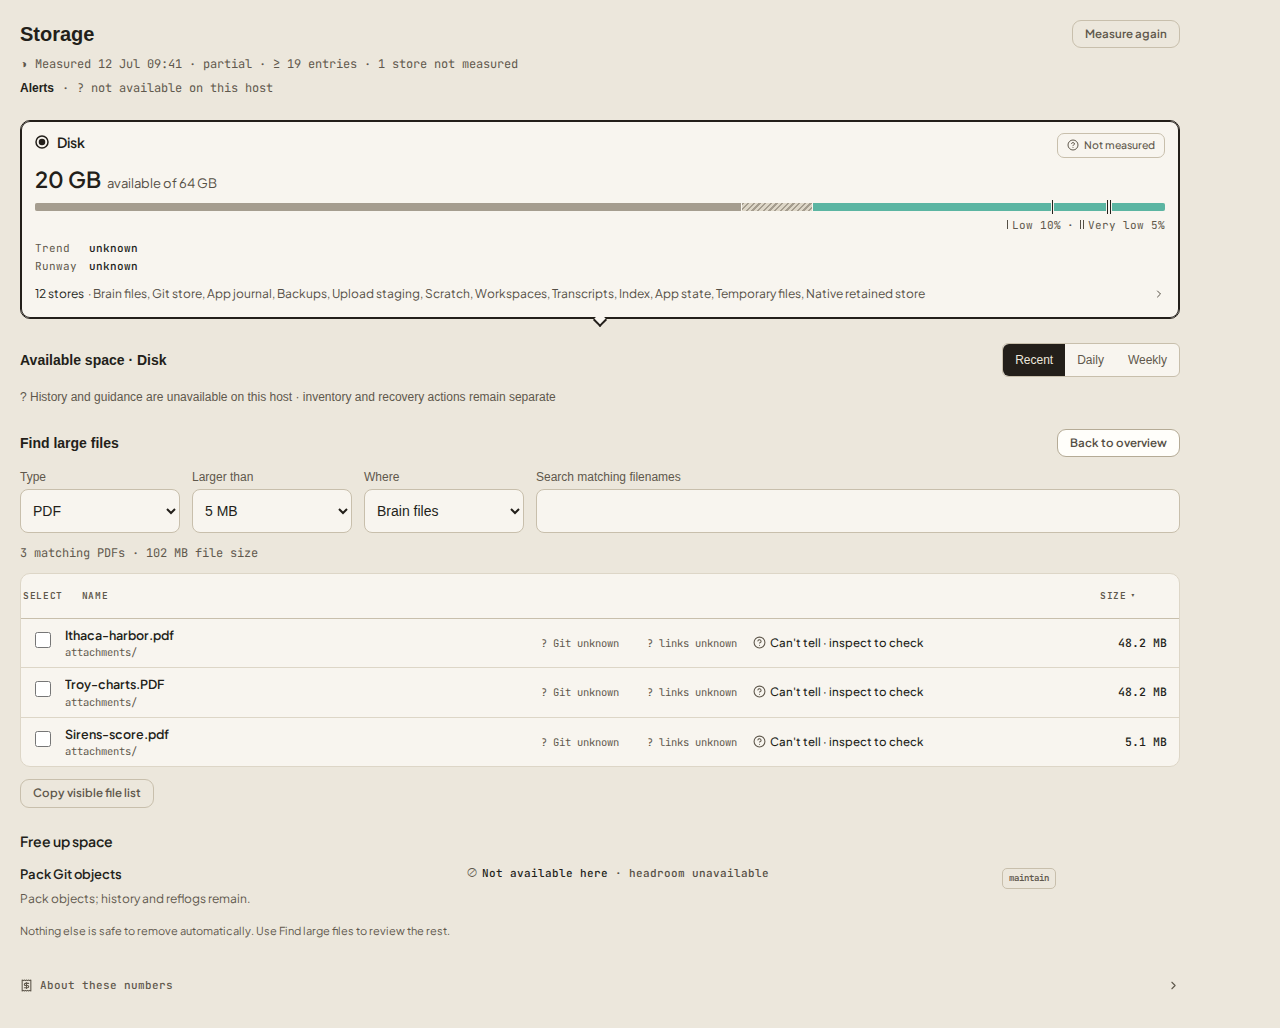 Storage
Measure again
Measured 12 Jul 09:41 · partial · ≥ 19 entries · 1 store not measured
Alerts · ? not available on this host
Disk
Not measured
20 GB available of 64 GB
Low 10% · Very low 5%
Trend unknown
Runway unknown
12 stores · Brain files, Git store, App journal, Backups, Upload staging, Scratch, Workspaces, Transcripts, Index, App state, Temporary files, Native retained store
Available space · Disk
Recent Daily Weekly
? History and guidance are unavailable on this host · inventory and recovery actions remain separate
Find large files
Back to overview
Type Larger than Where Search matching filenames
PDF 5 MB Brain files
3 matching PDFs · 102 MB file size
SELECT NAME SIZE ▾
Ithaca-harbor.pdf ? Git unknown ? links unknown Can't tell · inspect to check 48.2 MB
attachments/
Troy-charts.PDF ? Git unknown ? links unknown Can't tell · inspect to check 48.2 MB
attachments/
Sirens-score.pdf ? Git unknown ? links unknown Can't tell · inspect to check 5.1 MB
attachments/
Copy visible file list
Free up space
Pack Git objects Not available here · headroom unavailable maintain
Pack objects; history and reflogs remain.
Nothing else is safe to remove automatically. Use Find large files to review the rest.
About these numbers